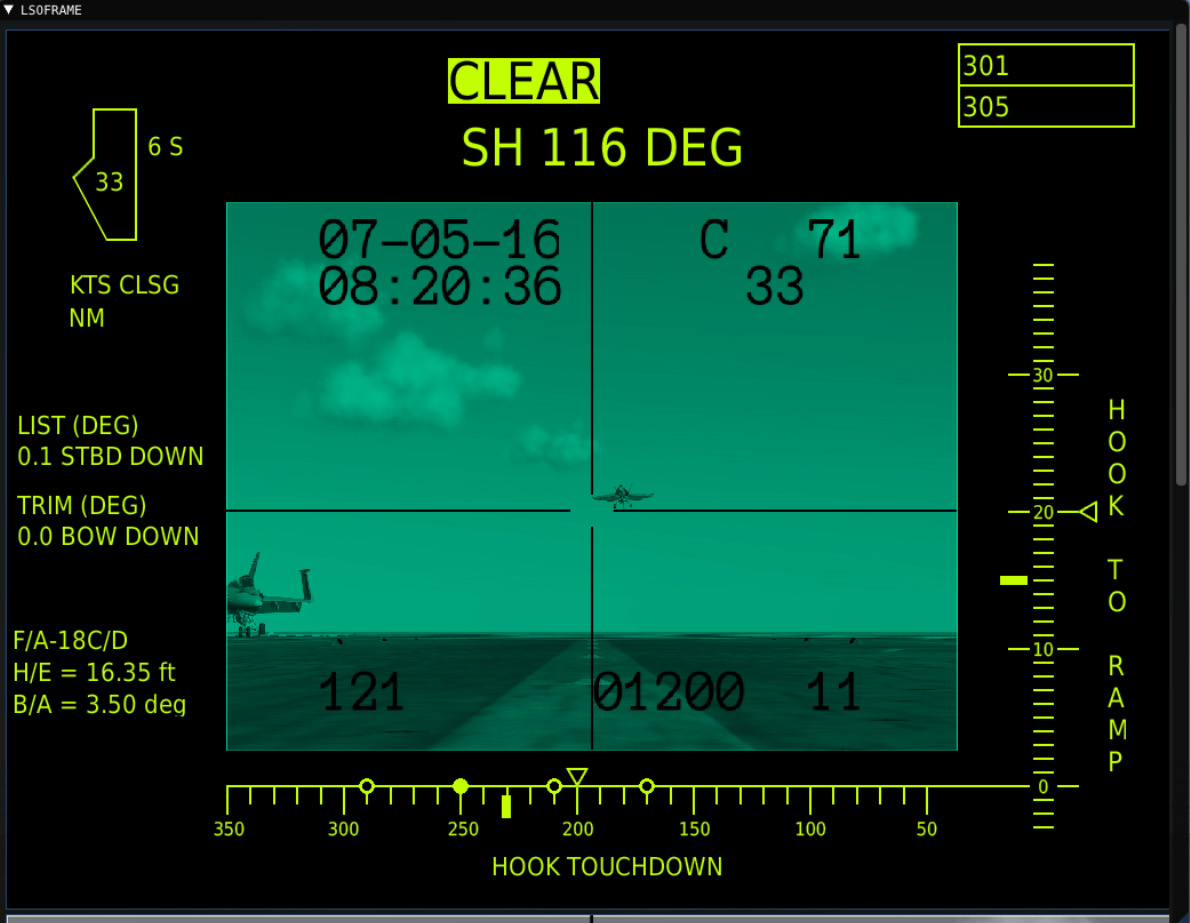 LSOFRAME
CLEAR
SH 116 DEG
301
305
6 S
33
KTS CLSG
NM
LIST (DEG)
0.1 STBD DOWN
TRIM (DEG)
0.0 BOW DOWN
F/A-18C/D
H/E = 16.35 ft
B/A = 3.50 deg
07-05-16 C 71
08:20:36 33
121 01200 11
30
20
10
0
HOOK TO RAMP
350 300 250 200 150 100 50
HOOK TOUCHDOWN